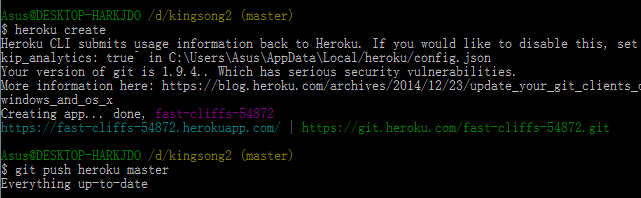 Asus@DESKTOP-HARKJDO /d/kingsong2 (master)
$ heroku create
Heroku CLI submits usage information back to Heroku. If you would like to disable this, set
kip_analytics: true` in C:\Users\Asus\AppData\Local/heroku/config.json
Your version of git is 1.9.4.. Which has serious security vulnerabilities.
More information here: https://blog.heroku.com/archives/2014/12/23/update_your_git_clients_o
windows_and_os_x
Creating app... done, fast-cliffs-54872
https://fast-cliffs-54872.herokuapp.com/ | https://git.heroku.com/fast-cliffs-54872.git
Asus@DESKTOP-HARKJDO /d/kingsong2 (master)
$ git push heroku master
Everything up-to-date